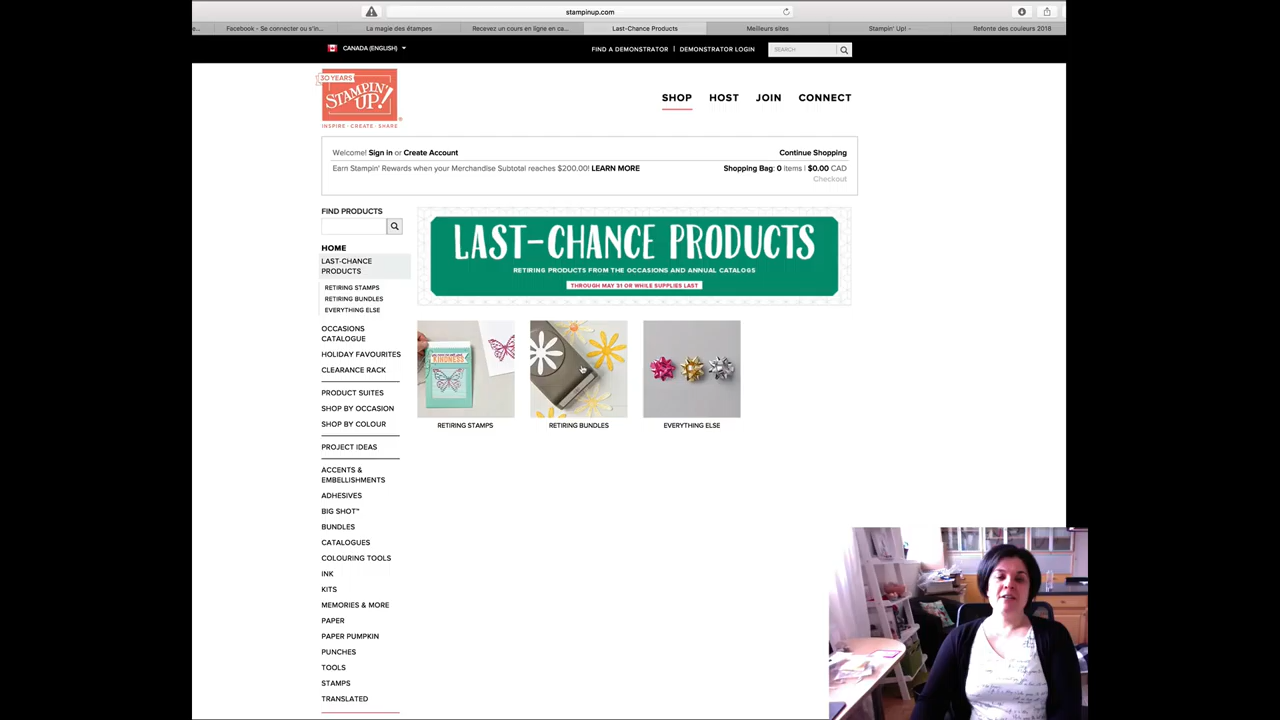 stampinup.com
Facebook - Se connecter ou s'in...
La magie des étampes
Recevez un cours en ligne en ca...
Last-Chance Products
Meilleurs sites
Stampin' Up! -
Refonte des couleurs 2018
CANADA (ENGLISH)
FIND A DEMONSTRATOR | DEMONSTRATOR LOGIN
SEARCH
30 YEARS
STAMPIN' UP!
INSPIRE · CREATE · SHARE
SHOP HOST JOIN CONNECT
Welcome! Sign in or Create Account
Continue Shopping
Earn Stampin' Rewards when your Merchandise Subtotal reaches $200.00! LEARN MORE
Shopping Bag: 0 items | $0.00 CAD
Checkout
FIND PRODUCTS
HOME
LAST-CHANCE
PRODUCTS
RETIRING STAMPS
RETIRING BUNDLES
EVERYTHING ELSE
OCCASIONS
CATALOGUE
HOLIDAY FAVOURITES
CLEARANCE RACK
PRODUCT SUITES
SHOP BY OCCASION
SHOP BY COLOUR
PROJECT IDEAS
ACCENTS &
EMBELLISHMENTS
ADHESIVES
BIG SHOT™
BUNDLES
CATALOGUES
COLOURING TOOLS
INK
KITS
MEMORIES & MORE
PAPER
PAPER PUMPKIN
PUNCHES
TOOLS
STAMPS
TRANSLATED
LAST-CHANCE PRODUCTS
RETIRING PRODUCTS FROM THE OCCASIONS AND ANNUAL CATALOGS
THROUGH MAY 31 OR WHILE SUPPLIES LAST
KINDNESS
RETIRING STAMPS
RETIRING BUNDLES
EVERYTHING ELSE